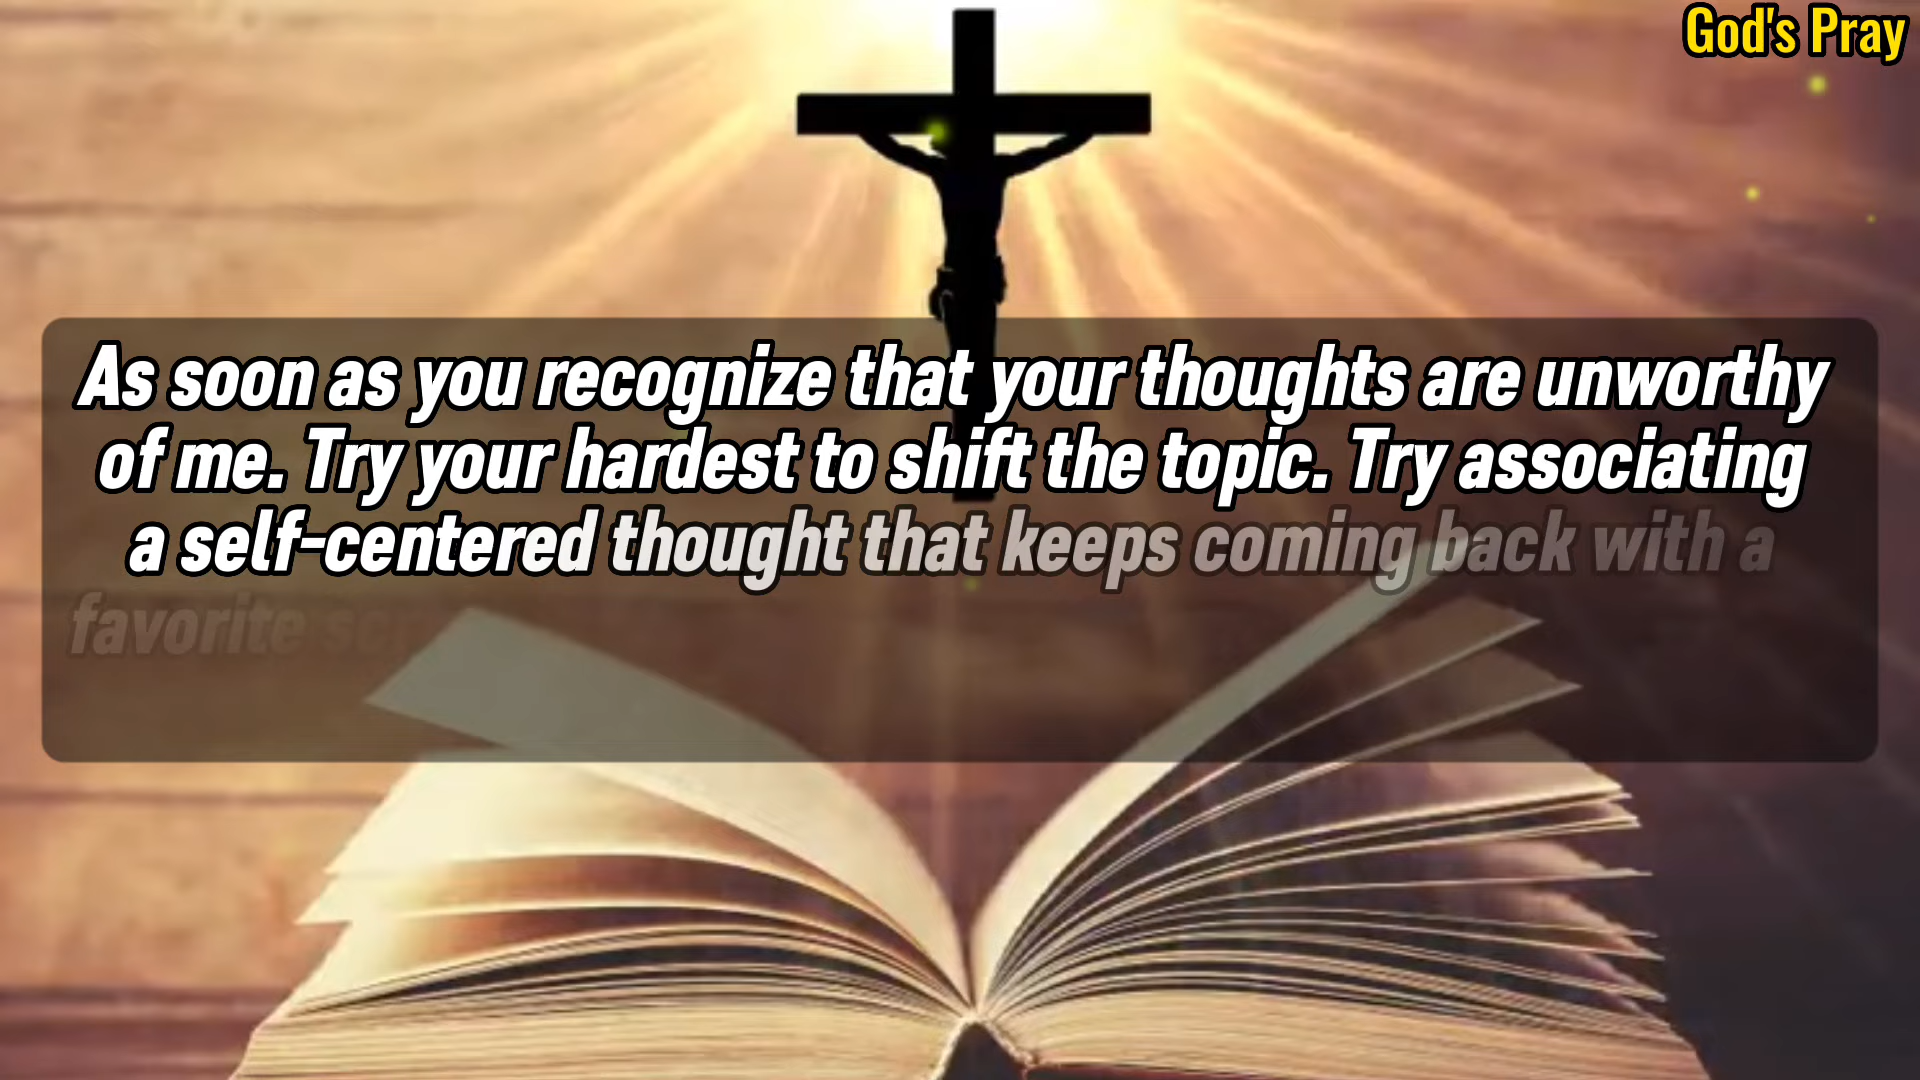 God's Pray
As soon as you recognize that your thoughts are unworthy
of me. Try your hardest to shift the topic. Try associating
a self-centered thought that keeps coming back with a
favorite